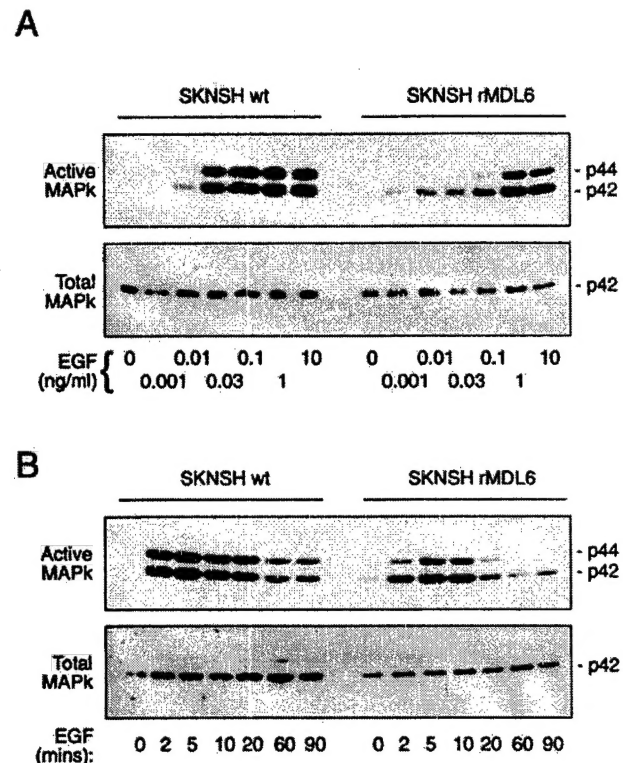 A
SKNSH wt
SKNSH rMDL6
Active
MAPk
- p44
- p42
Total
MAPk
- p42
EGF
(ng/ml) {
0 0.01 0.1 10
0.001 0.03 1
0 0.01 0.1 10
0.001 0.03 1
B
SKNSH wt
SKNSH rMDL6
Active
MAPk
- p44
- p42
Total
MAPk
- p42
EGF
(mins):
0 2 5 10 20 60 90
0 2 5 10 20 60 90